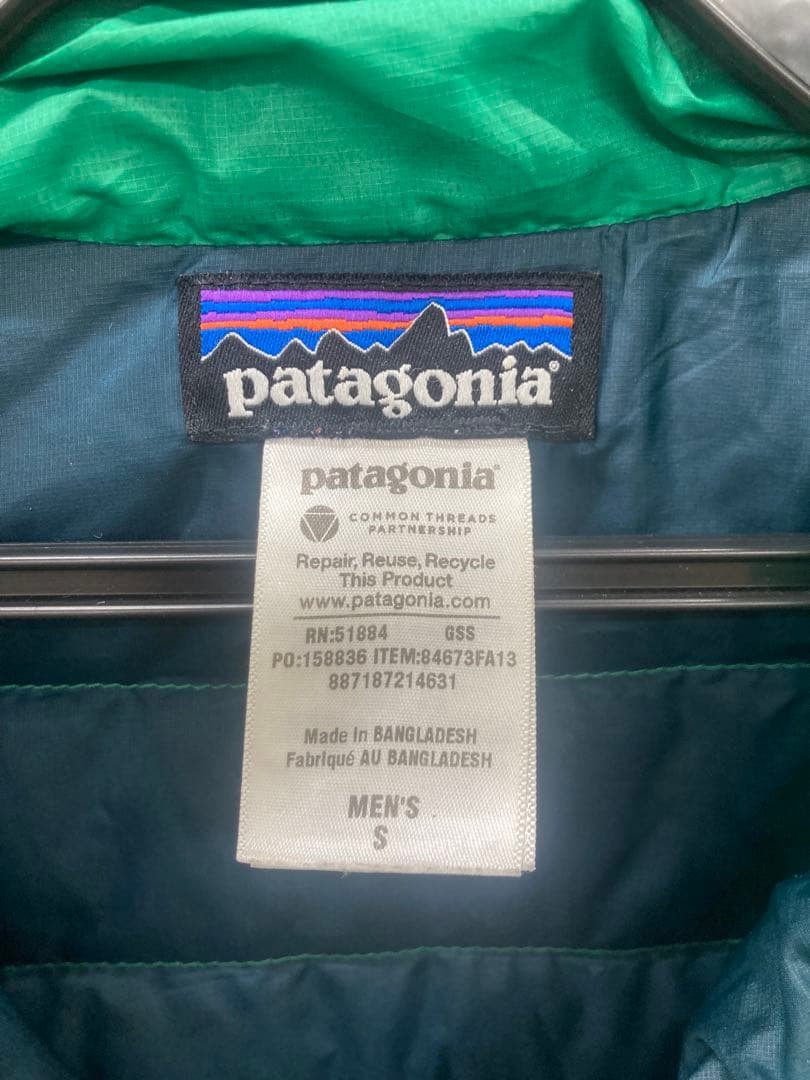 patagonia®
patagonia®
COMMON THREADS
PARTNERSHIP
Repair, Reuse, Recycle
This Product
www.patagonia.com
RN:51884 GSS
PO:158836 ITEM:84673FA13
887187214631
Made in BANGLADESH
Fabriqué AU BANGLADESH
MEN'S
S